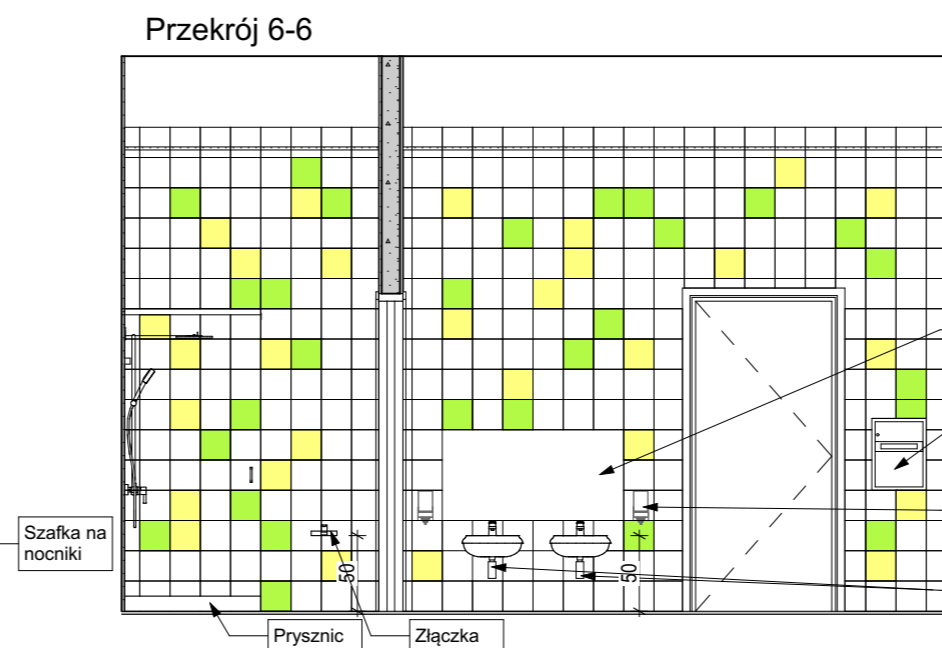 Przekrój 6-6
50
50
Szafka na
nocniki
Prysznic
Złączka